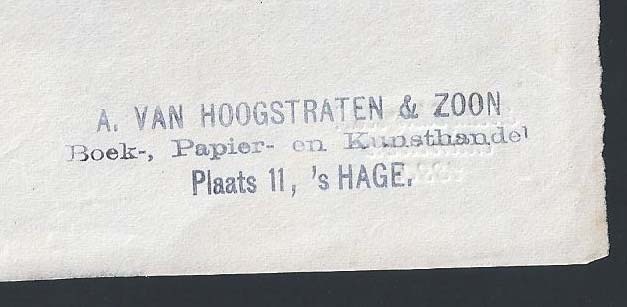 A. VAN HOOGSTRATEN & ZOON
Boek-, Papier- en Kunsthandel
Plaats 11, 's HAGE.